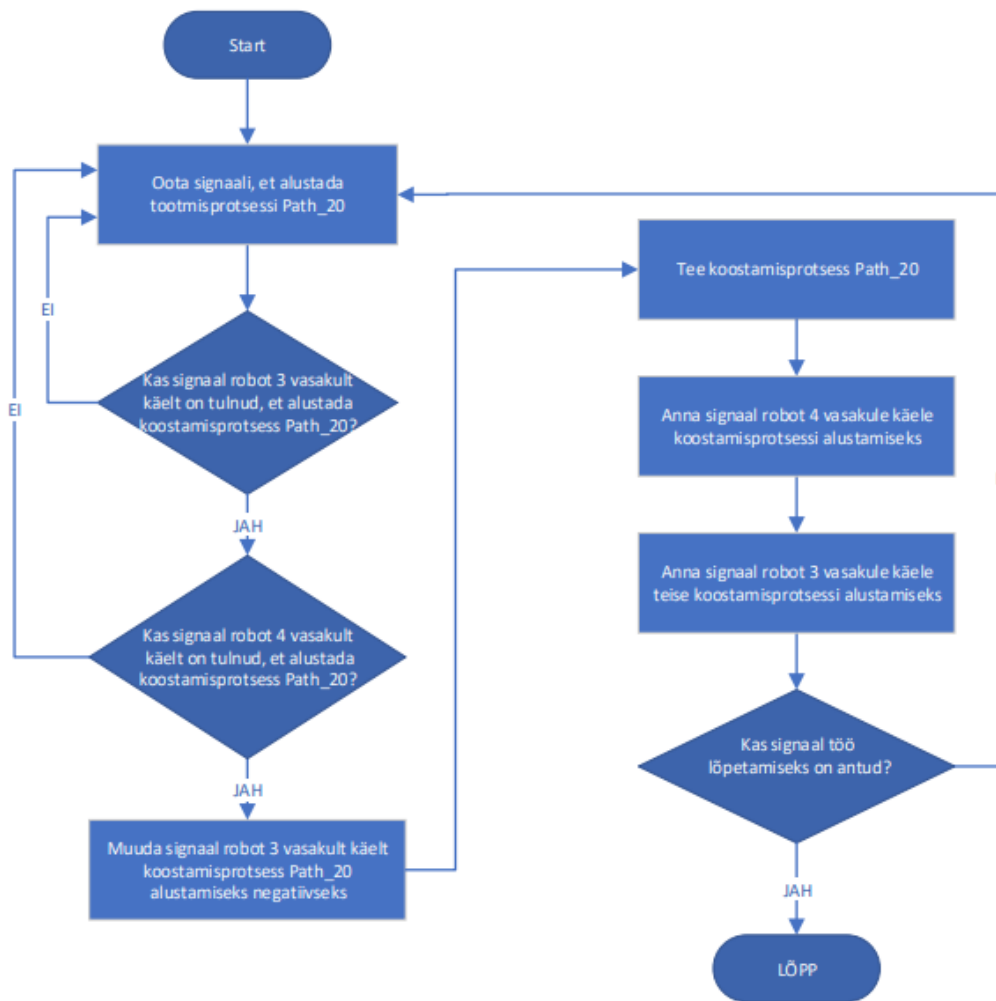 Start
Oota signaali, et alustada
tootmisprotsessi Path_20
EI
EI
Kas signaal robot 3 vasakult
käelt on tulnud, et alustada
koostamisprotsess Path_20?
JAH
Kas signaal robot 4 vasakult
käelt on tulnud, et alustada
koostamisprotsess Path_20?
JAH
Muuda signaal robot 3 vasakult käelt
koostamisprotsess Path_20
alustamiseks negatiivseks
Tee koostamisprotsess Path_20
Anna signaal robot 4 vasakule käele
koostamisprotsessi alustamiseks
Anna signaal robot 3 vasakule käele
teise koostamisprotsessi alustamiseks
Kas signaal töö
lõpetamiseks on antud?
JAH
LÕPP